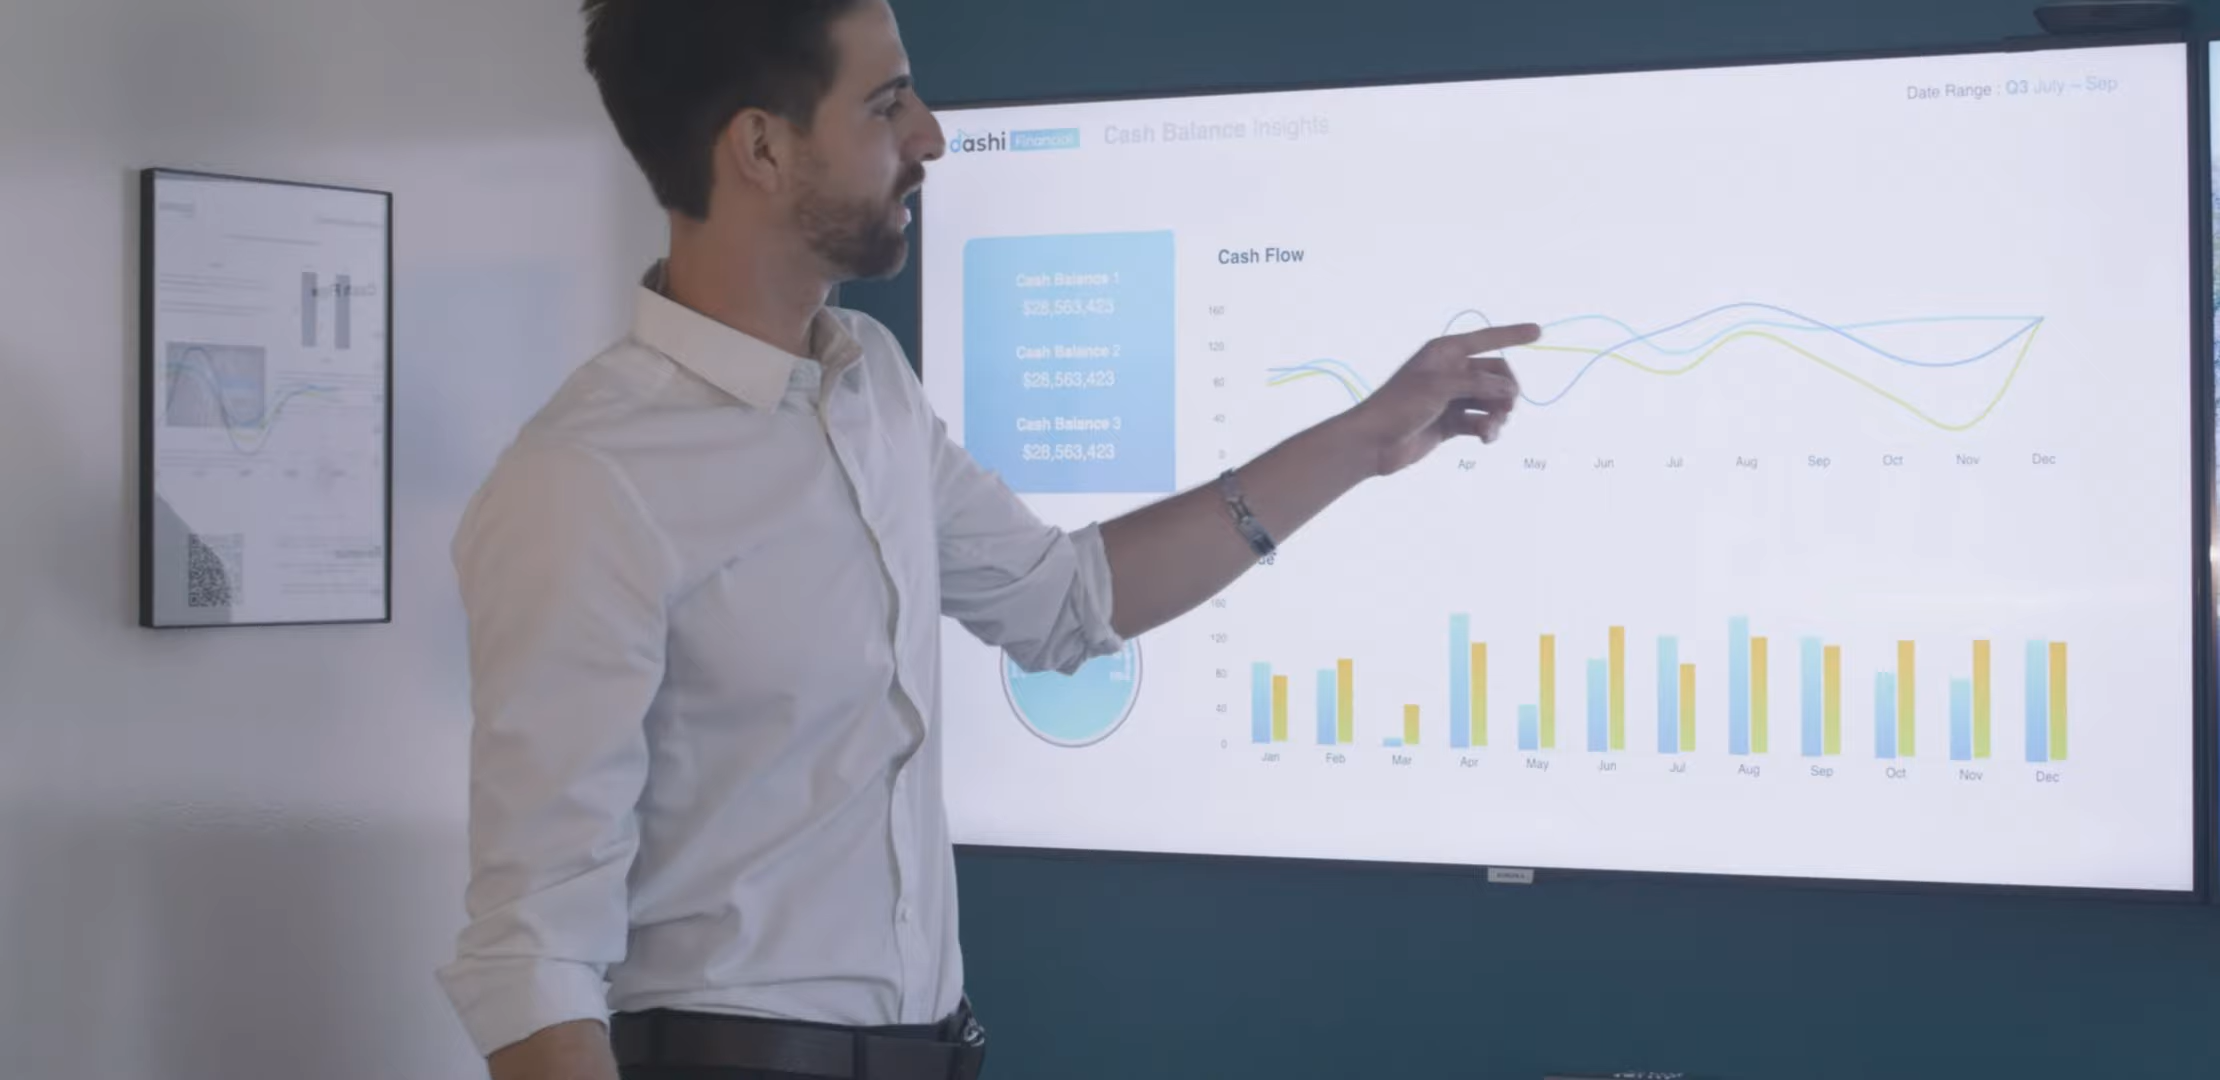 Date Range : Q3 July – Sep
dashi Financial Cash Balance Insights
Cash Balance 1
$28,563,423
Cash Balance 2
$28,563,423
Cash Balance 3
$28,563,423
Cash Flow
160
120
80
40
0
Apr May Jun Jul Aug Sep Oct Nov Dec
160
120
80
40
0
Jan Feb Mar Apr May Jun Jul Aug Sep Oct Nov Dec
Cash Flow